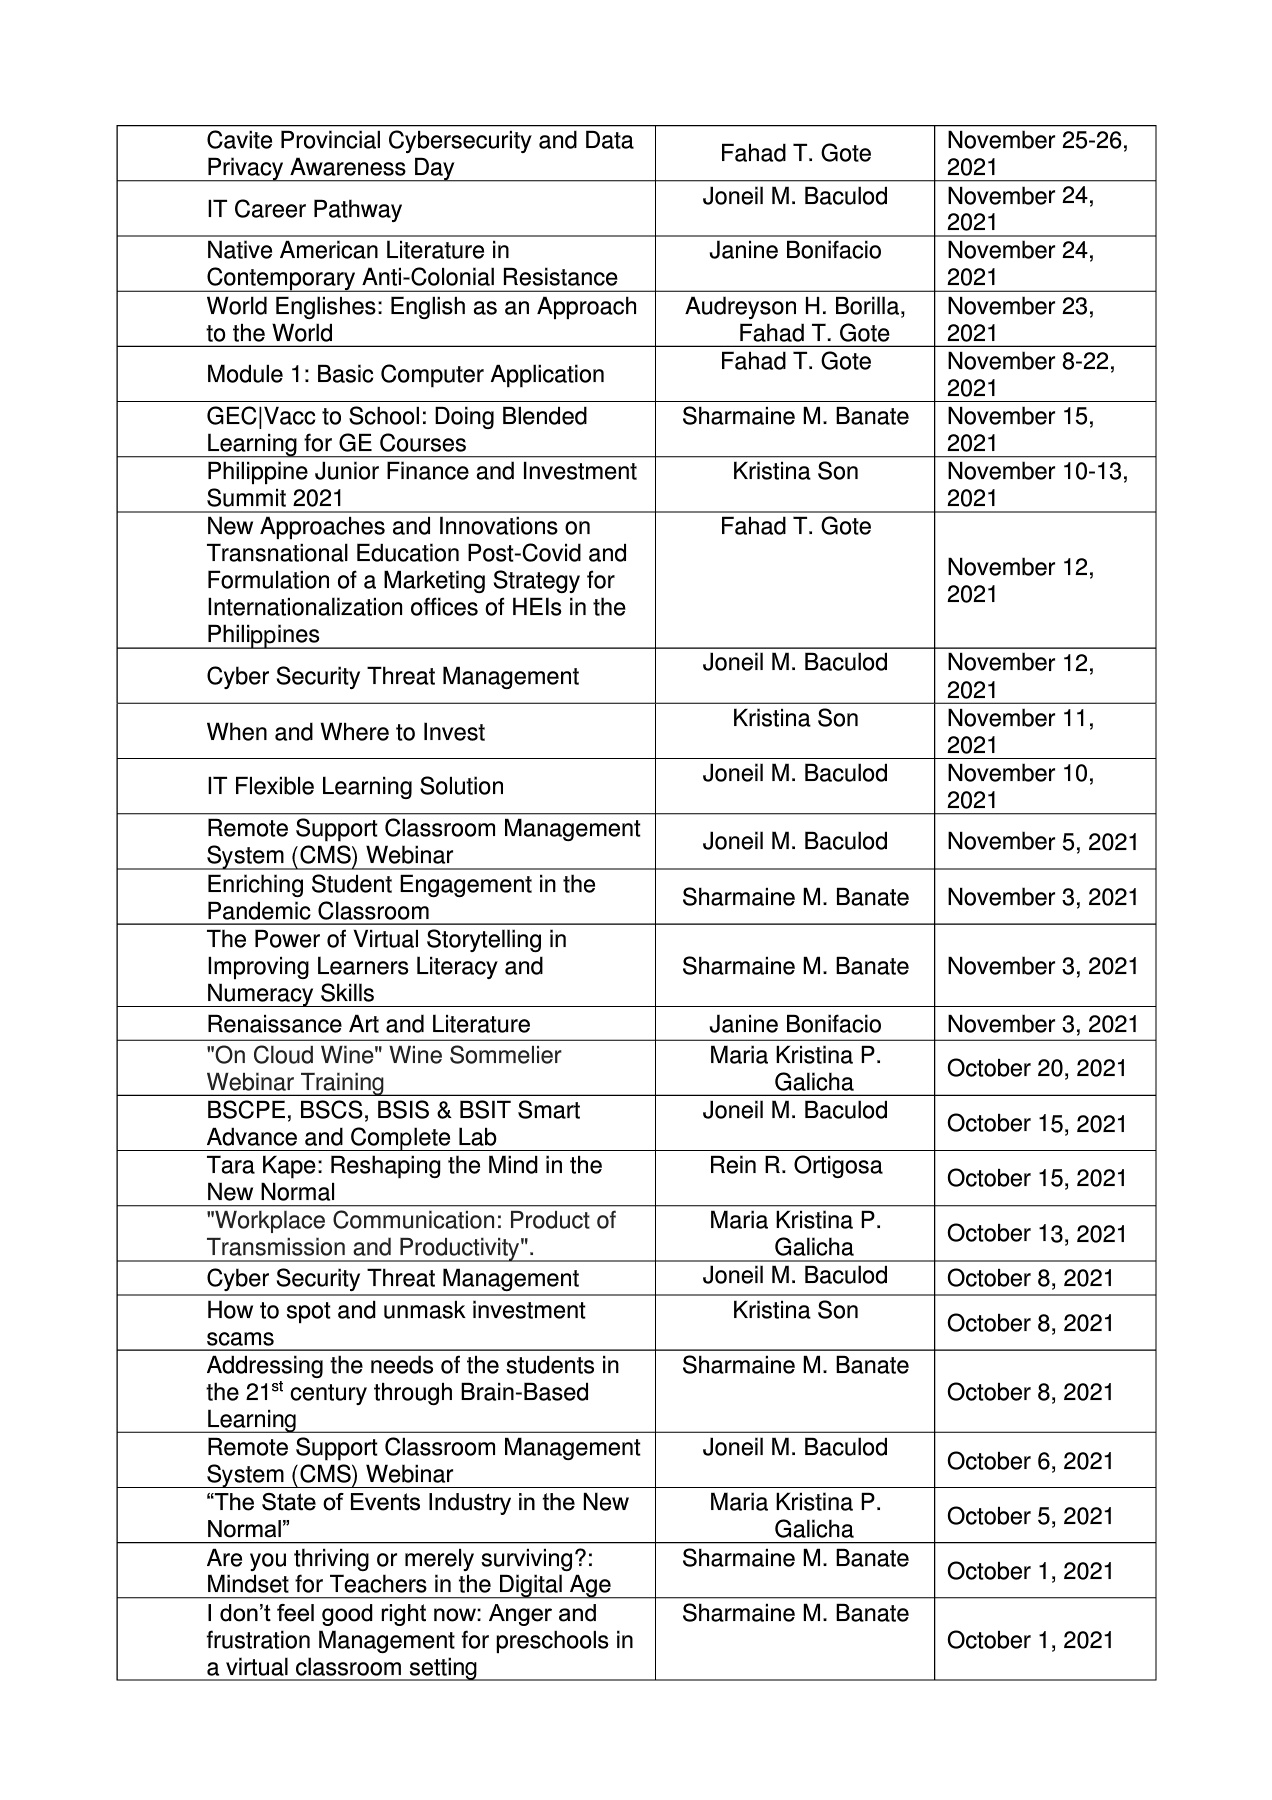 Cavite Provincial Cybersecurity and Data
Privacy Awareness Day
Fahad T. Gote
November 25-26,
2021
IT Career Pathway
Joneil M. Baculod
November 24,
2021
Native American Literature in
Contemporary Anti-Colonial Resistance
Janine Bonifacio
November 24,
2021
World Englishes: English as an Approach
to the World
Audreyson H. Borilla,
Fahad T. Gote
November 23,
2021
Module 1: Basic Computer Application
Fahad T. Gote
November 8-22,
2021
GEC|Vacc to School: Doing Blended
Learning for GE Courses
Sharmaine M. Banate
November 15,
2021
Philippine Junior Finance and Investment
Summit 2021
Kristina Son
November 10-13,
2021
New Approaches and Innovations on
Transnational Education Post-Covid and
Formulation of a Marketing Strategy for
Internationalization offices of HEIs in the
Philippines
Fahad T. Gote
November 12,
2021
Cyber Security Threat Management
Joneil M. Baculod
November 12,
2021
When and Where to Invest
Kristina Son
November 11,
2021
IT Flexible Learning Solution
Joneil M. Baculod
November 10,
2021
Remote Support Classroom Management
System (CMS) Webinar
Joneil M. Baculod
November 5, 2021
Enriching Student Engagement in the
Pandemic Classroom
Sharmaine M. Banate
November 3, 2021
The Power of Virtual Storytelling in
Improving Learners Literacy and
Numeracy Skills
Sharmaine M. Banate
November 3, 2021
Renaissance Art and Literature
Janine Bonifacio
November 3, 2021
"On Cloud Wine" Wine Sommelier
Webinar Training
Maria Kristina P.
Galicha
October 20, 2021
BSCPE, BSCS, BSIS & BSIT Smart
Advance and Complete Lab
Joneil M. Baculod
October 15, 2021
Tara Kape: Reshaping the Mind in the
New Normal
Rein R. Ortigosa
October 15, 2021
"Workplace Communication: Product of
Transmission and Productivity".
Maria Kristina P.
Galicha
October 13, 2021
Cyber Security Threat Management
Joneil M. Baculod
October 8, 2021
How to spot and unmask investment
scams
Kristina Son
October 8, 2021
Addressing the needs of the students in
the 21st century through Brain-Based
Learning
Sharmaine M. Banate
October 8, 2021
Remote Support Classroom Management
System (CMS) Webinar
Joneil M. Baculod
October 6, 2021
“The State of Events Industry in the New
Normal”
Maria Kristina P.
Galicha
October 5, 2021
Are you thriving or merely surviving?:
Mindset for Teachers in the Digital Age
Sharmaine M. Banate
October 1, 2021
I don’t feel good right now: Anger and
frustration Management for preschools in
a virtual classroom setting
Sharmaine M. Banate
October 1, 2021